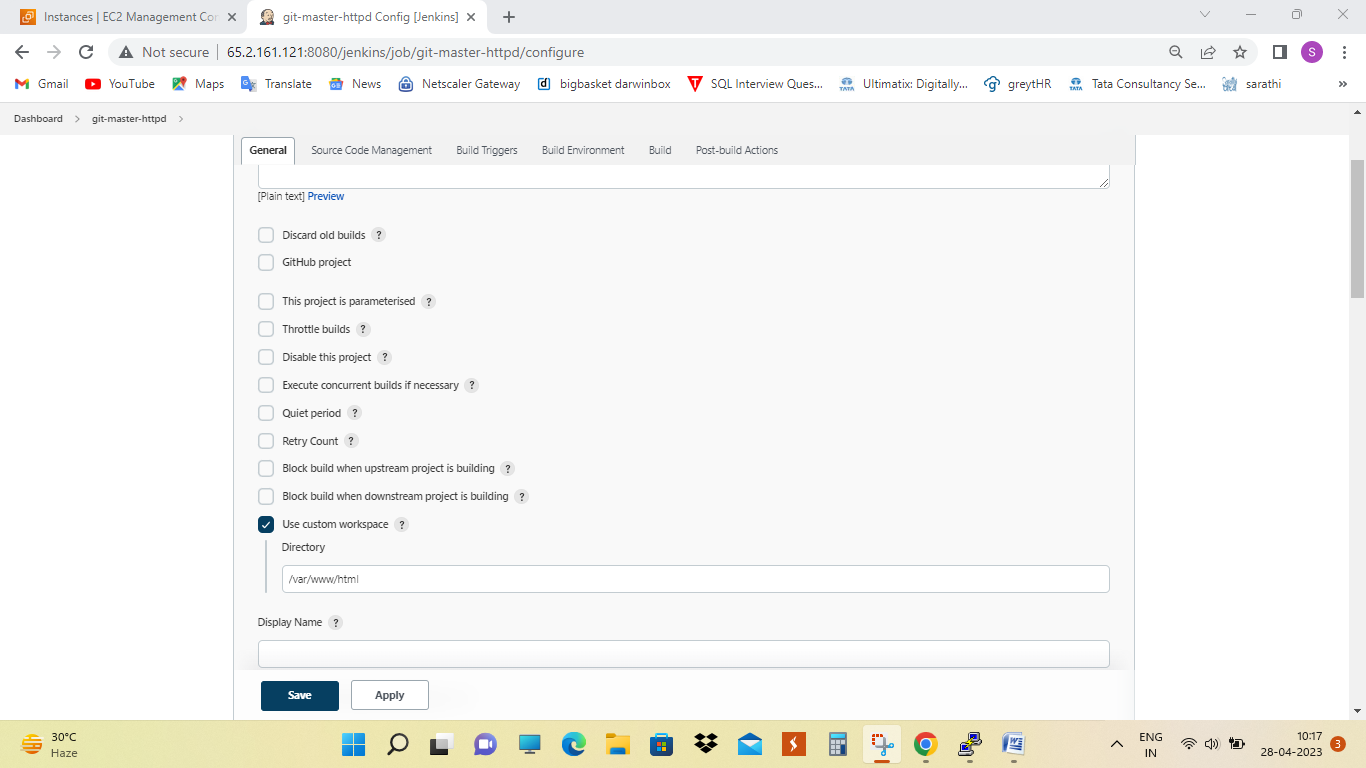 Instances | EC2 Management Con
git-master-httpd Config [Jenkins]
Not secure 65.2.161.121:8080/jenkins/job/git-master-httpd/configure
S
Gmail YouTube Maps Translate News Netscaler Gateway bigbasket darwinbox SQL Interview Ques... Ultimatix: Digitally... greytHR Tata Consultancy Se... sarathi »
Dashboard git-master-httpd
General Source Code Management Build Triggers Build Environment Build Post-build Actions
[Plain text] Preview
Discard old builds ?
GitHub project
This project is parameterised ?
Throttle builds ?
Disable this project ?
Execute concurrent builds if necessary ?
Quiet period ?
Retry Count ?
Block build when upstream project is building ?
Block build when downstream project is building ?
Use custom workspace ?
Directory
/var/www/html
Display Name ?
Save Apply
30°C
Haze
ENG
IN
10:17
28-04-2023
3